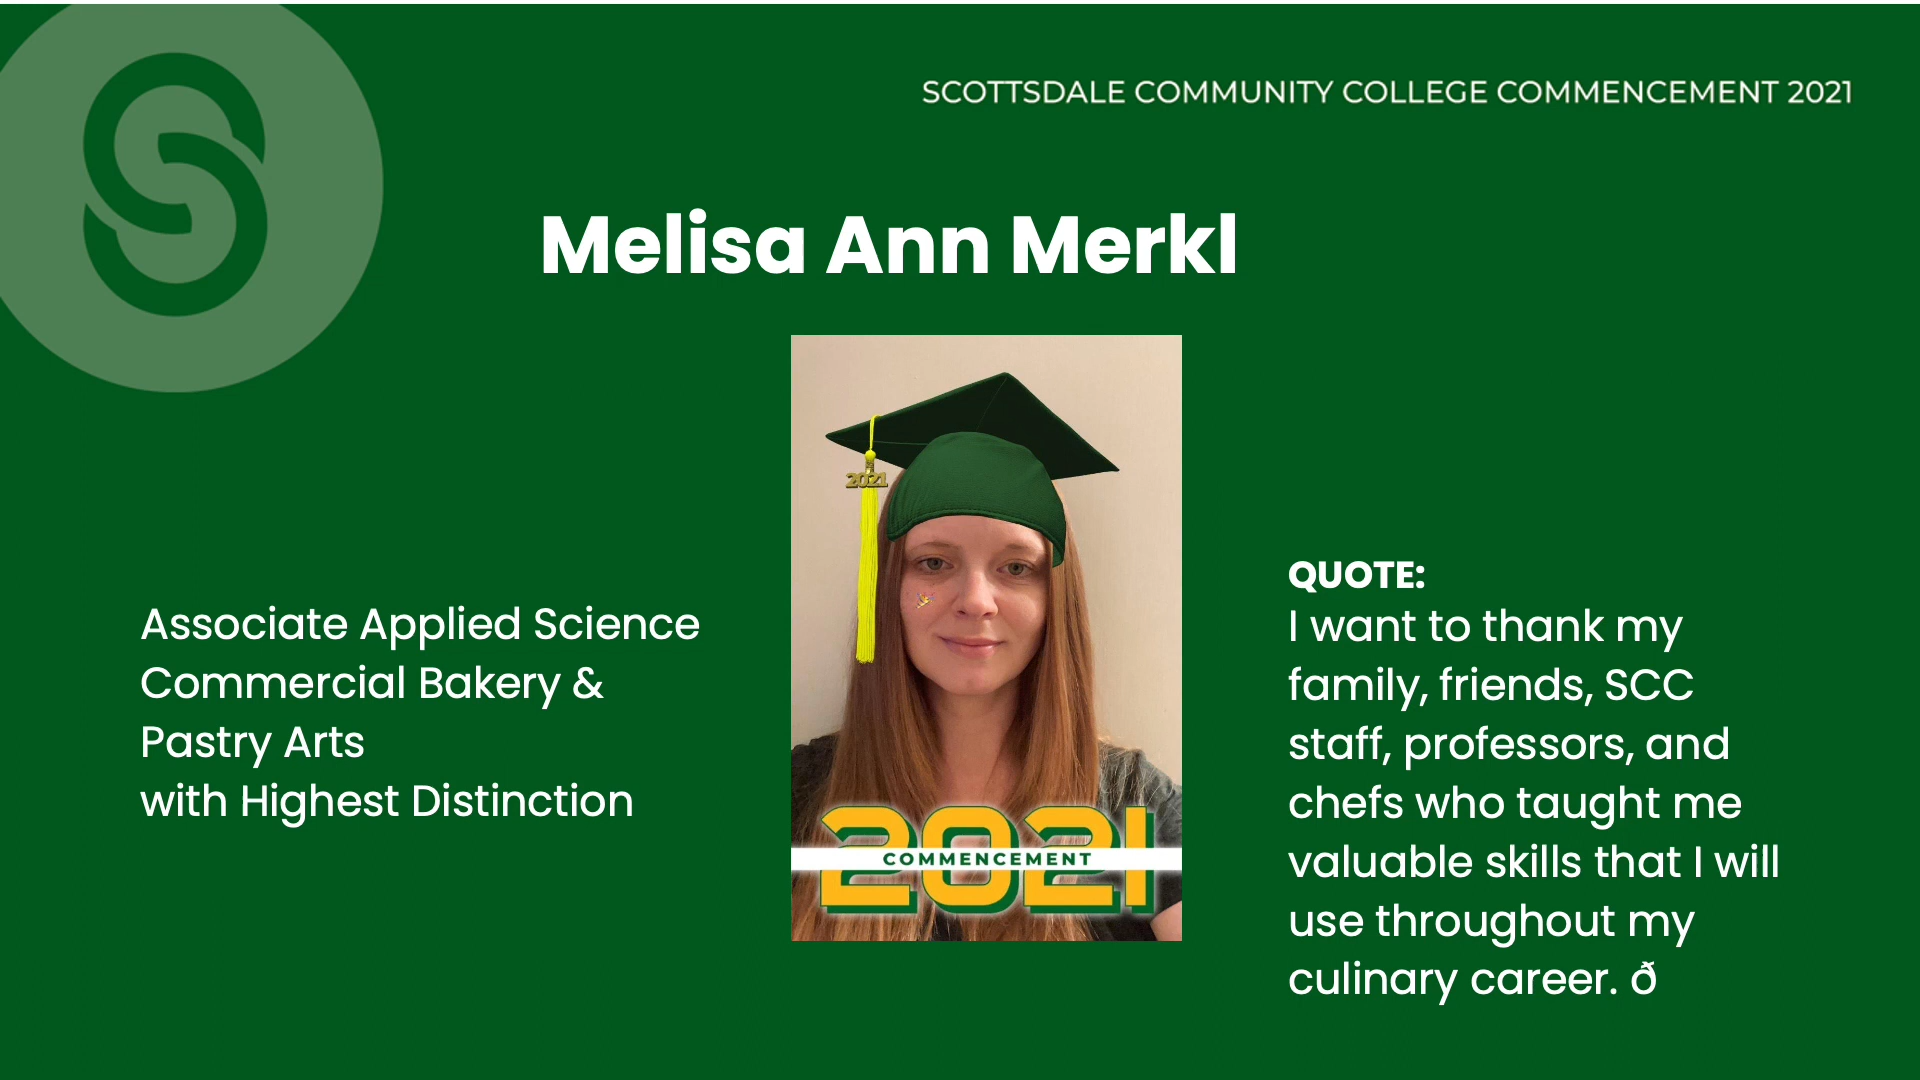 SCOTTSDALE COMMUNITY COLLEGE COMMENCEMENT 2021
Melisa Ann Merkl
2021
Associate Applied Science
Commercial Bakery &
Pastry Arts
with Highest Distinction
2021
COMMENCEMENT
QUOTE:
I want to thank my
family, friends, SCC
staff, professors, and
chefs who taught me
valuable skills that I will
use throughout my
culinary career. ð